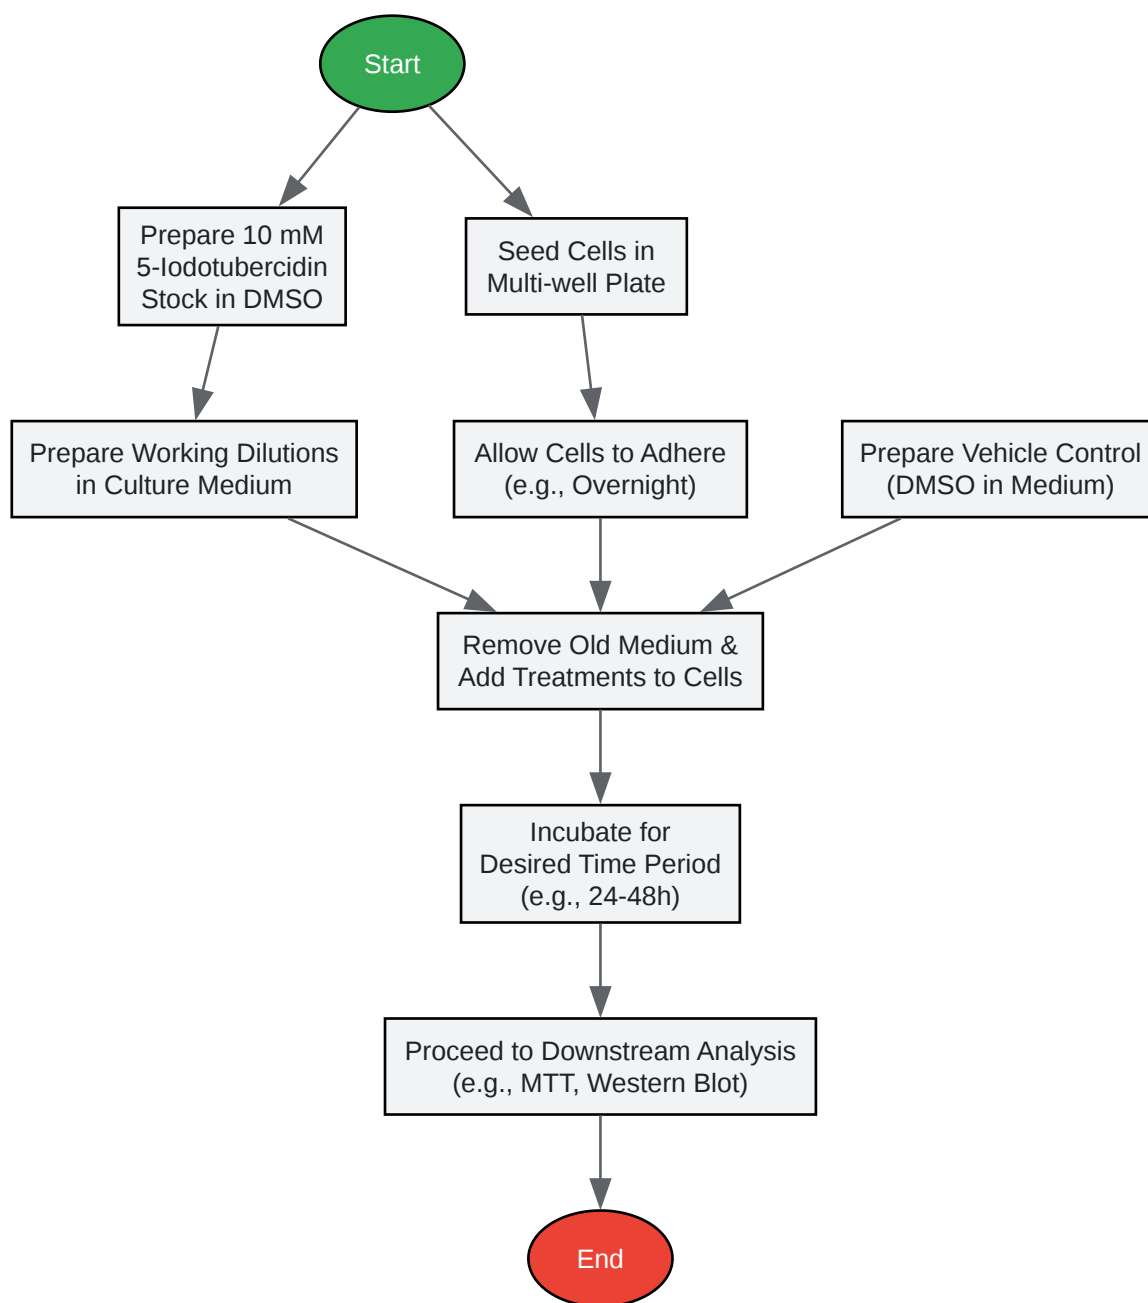 Start
Prepare 10 mM
5-Iodotubercidin
Stock in DMSO
Seed Cells in
Multi-well Plate
Prepare Working Dilutions
in Culture Medium
Allow Cells to Adhere
(e.g., Overnight)
Prepare Vehicle Control
(DMSO in Medium)
Remove Old Medium &
Add Treatments to Cells
Incubate for
Desired Time Period
(e.g., 24-48h)
Proceed to Downstream Analysis
(e.g., MTT, Western Blot)
End